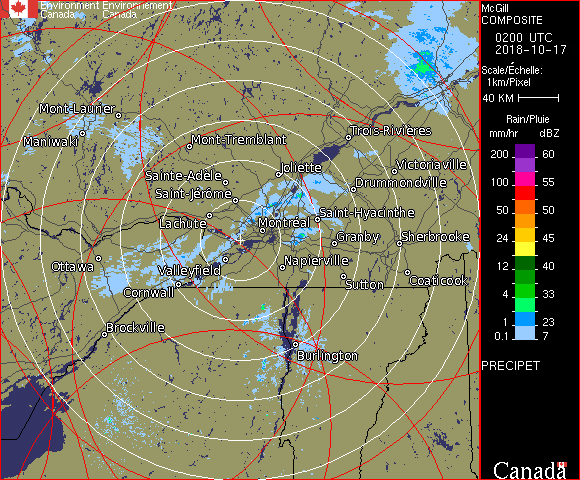 Environment Environnement
Canada Canada
McGill
COMPOSITE
0200 UTC
2018-10-17
Scale/Échelle:
1km/Pixel
40 KM
Rain/Pluie
mm/hr dBZ
200 60
100 55
50 50
24 45
12 40
4 33
1 23
0.1 7
PRECIPET
Canada
Mont-Laurier
Maniwaki
Mont-Tremblant
Trois-Rivières
Joliette
Victoriaville
Sainte-Adèle
Drummondville
Saint-Jérôme
Saint-Hyacinthe
Lachute
Montréal
Granby
Sherbrooke
Ottawa
Valleyfield
Napierville
Cornwall
Sutton
Coaticook
Brockville
Burlington